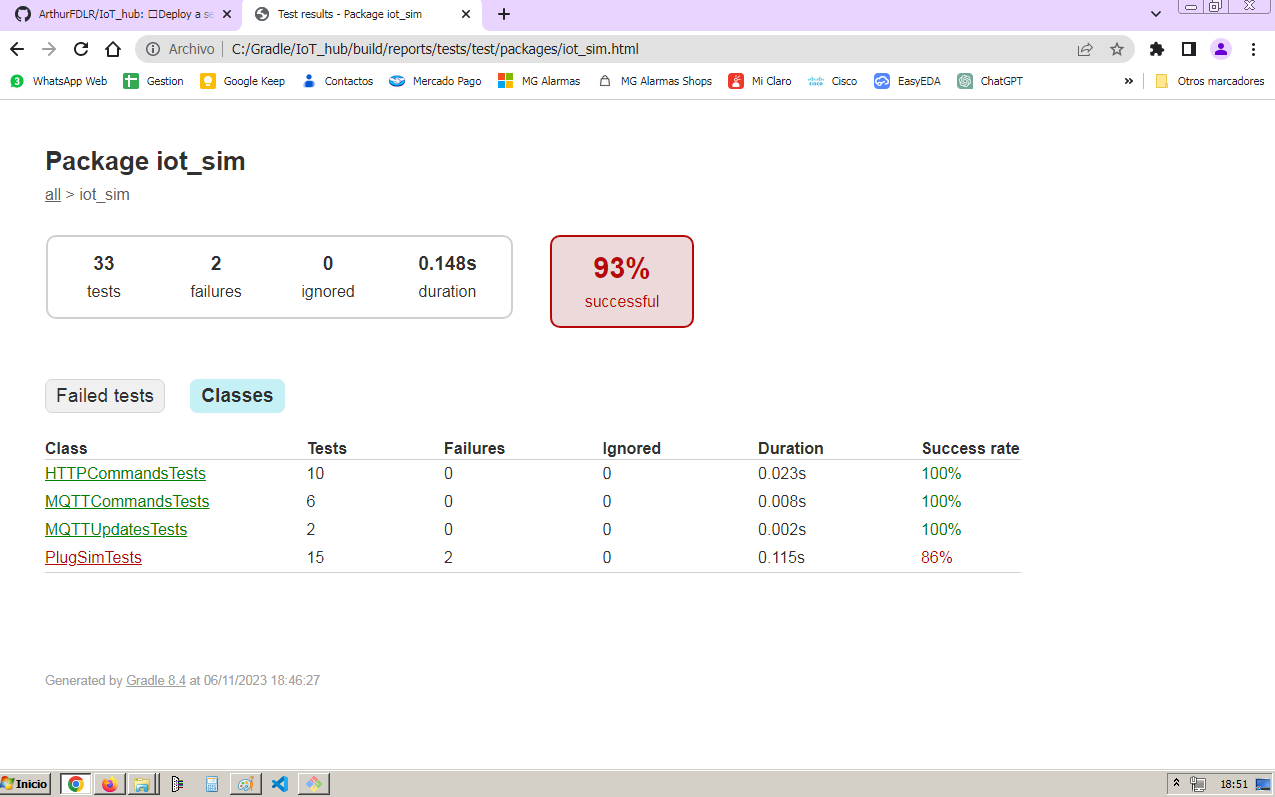 ArthurFDLR/IoT_hub: □Deploy a se
Test results - Package iot_sim
Archivo C:/Gradle/IoT_hub/build/reports/tests/test/packages/iot_sim.html
3 WhatsApp Web Gestion Google Keep Contactos Mercado Pago MG Alarmas MG Alarmas Shops Mi Claro Cisco EasyEDA ChatGPT » Otros marcadores
Package iot_sim
all > iot_sim
33 2 0 0.148s
tests failures ignored duration
93%
successful
Failed tests Classes
Class Tests Failures Ignored Duration Success rate
HTTPCommandsTests 10 0 0 0.023s 100%
MQTTCommandsTests 6 0 0 0.008s 100%
MQTTUpdatesTests 2 0 0 0.002s 100%
PlugSimTests 15 2 0 0.115s 86%
Generated by Gradle 8.4 at 06/11/2023 18:46:27
Inicio 18:51